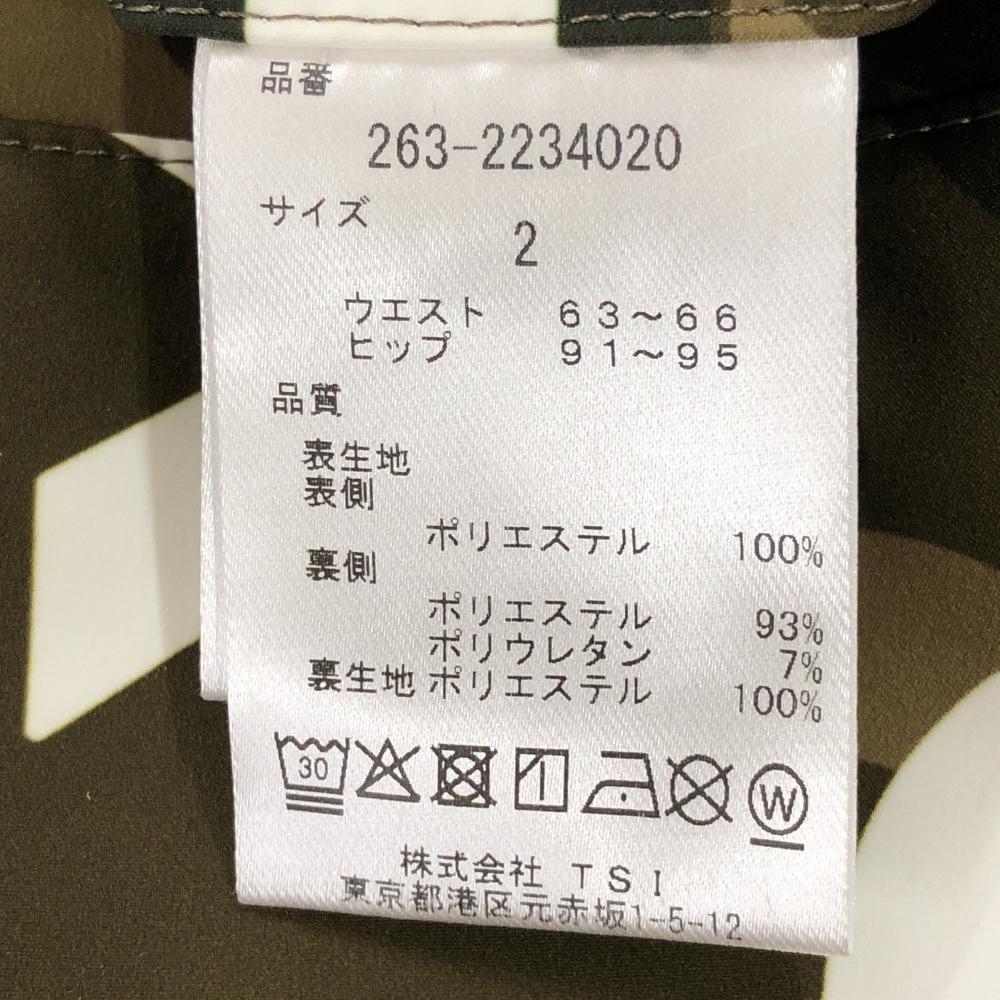 品番
263-2234020
サイズ
2
ウエスト 63～66
ヒップ 91～95
品質
表生地
表側
ポリエステル 100%
裏側
ポリエステル 93%
ポリウレタン 7%
裏生地 ポリエステル 100%
30
W
株式会社 TSI
東京都港区元赤坂1-5-12